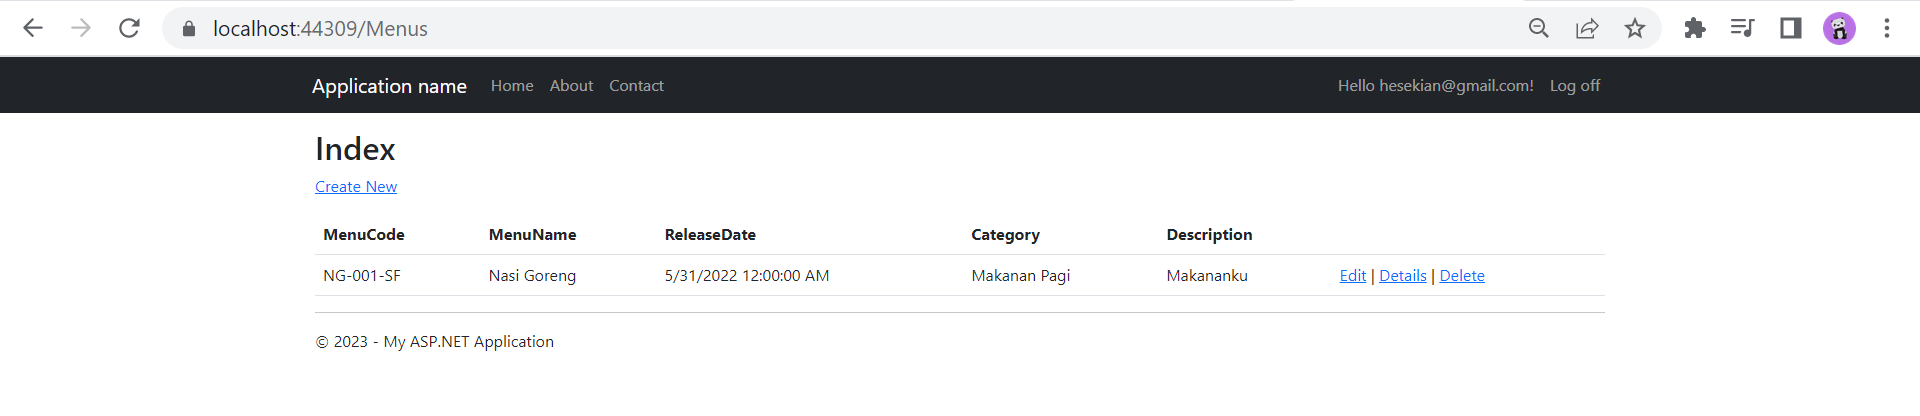 localhost:44309/Menus
Application name Home About Contact Hello hesekian@gmail.com! Log off
Index
Create New
MenuCode MenuName ReleaseDate Category Description
NG-001-SF Nasi Goreng 5/31/2022 12:00:00 AM Makanan Pagi Makananku Edit | Details | Delete
© 2023 - My ASP.NET Application